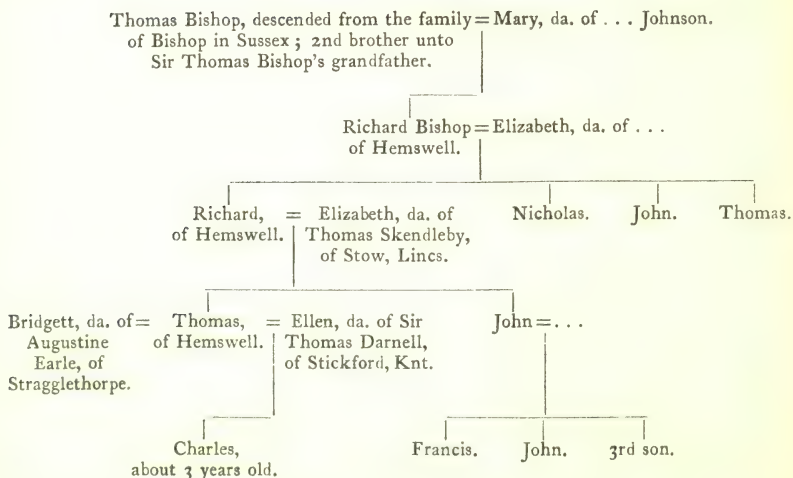 Thomas Bishop, descended from the family = Mary, da. of . . . Johnson.
of Bishop in Sussex ; 2nd brother unto
Sir Thomas Bishop's grandfather.
Richard Bishop = Elizabeth, da. of . . .
of Hemswell.
Richard, = Elizabeth, da. of Nicholas. John. Thomas.
of Hemswell. Thomas Skendleby,
of Stow, Lincs.
Bridgett, da. of = Thomas, = Ellen, da. of Sir John = . . .
Augustine of Hemswell. Thomas Darnell,
Earle, of of Stickford, Knt.
Stragglethorpe.
Charles, Francis. John. 3rd son.
about 3 years old.